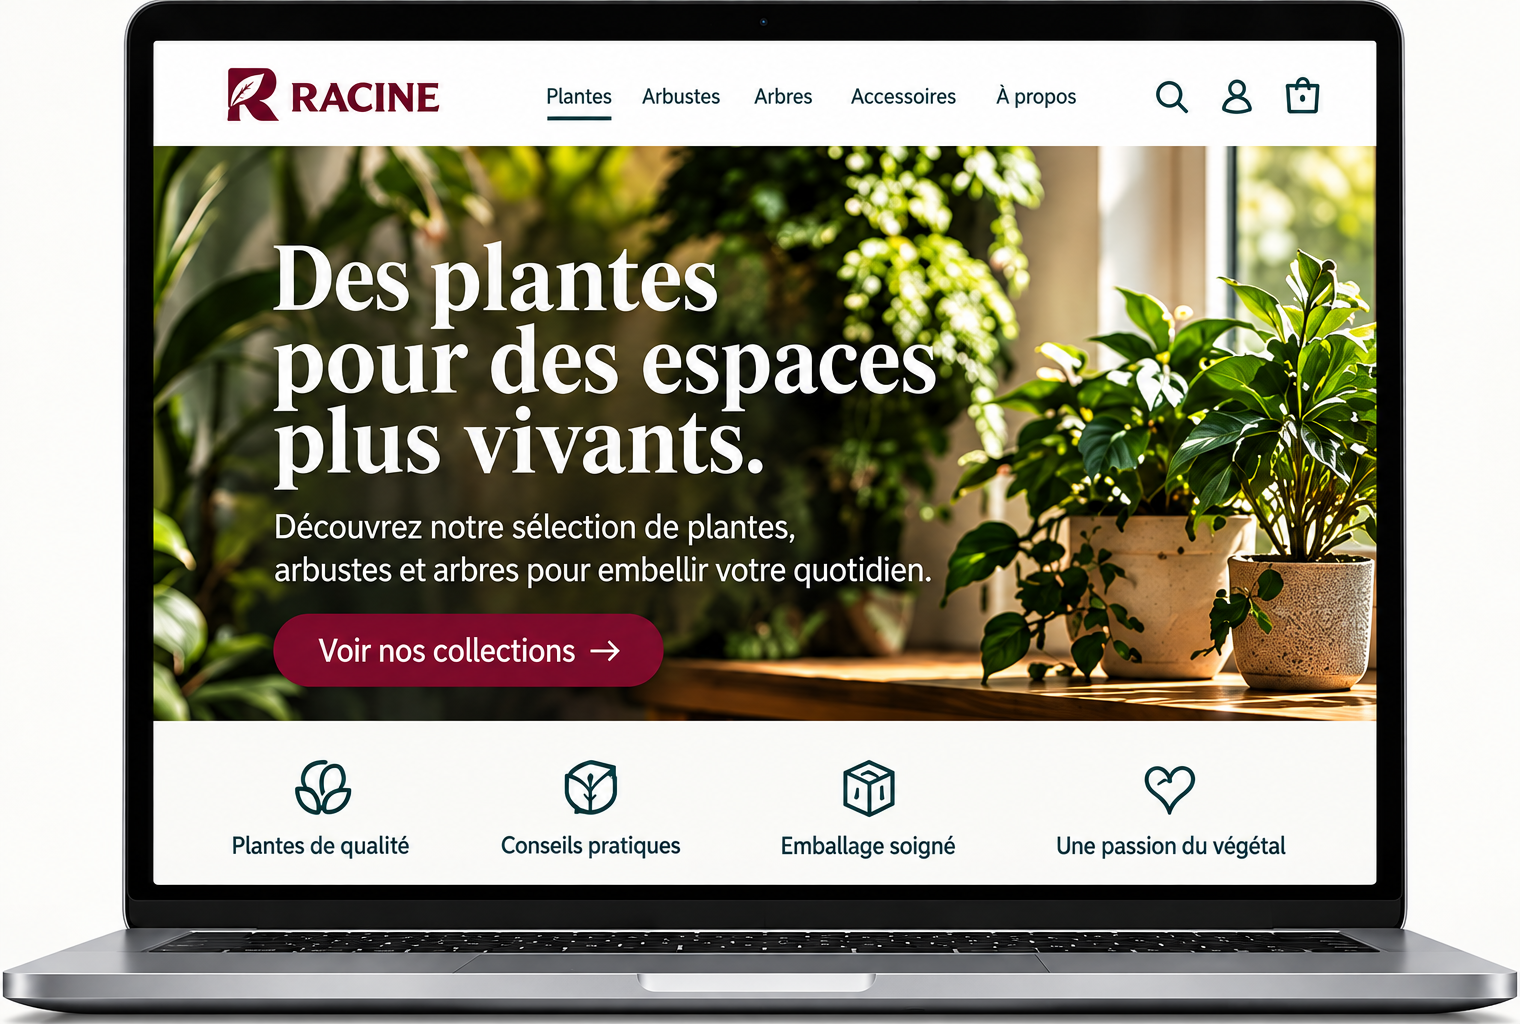 RACINE
Plantes Arbustes Arbres Accessoires À propos
Des plantes
pour des espaces
plus vivants.
Découvrez notre sélection de plantes,
arbustes et arbres pour embellir votre quotidien.
Voir nos collections →
Plantes de qualité Conseils pratiques Emballage soigné Une passion du végétal